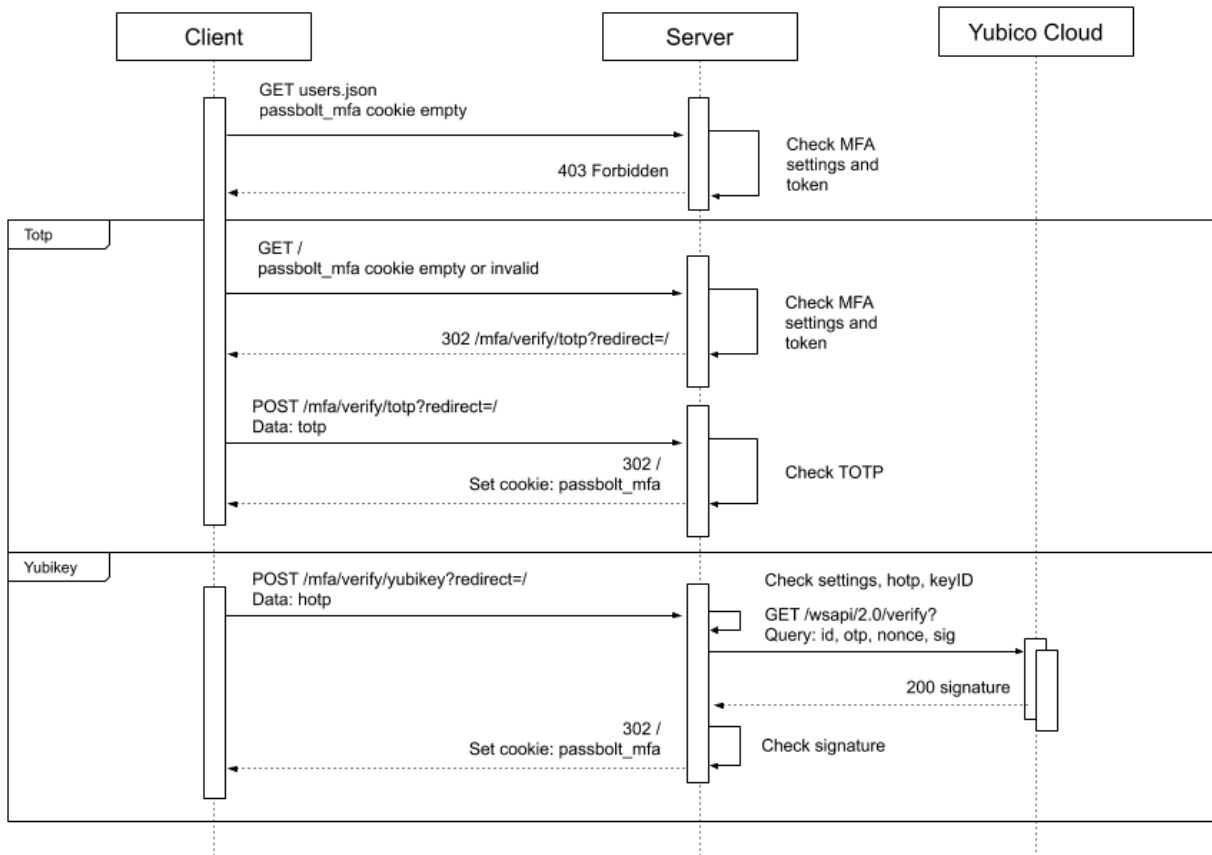 Client
Server
Yubico Cloud
GET users.json
passbolt_mfa cookie empty
Check MFA
settings and
token
403 Forbidden
Totp
GET /
passbolt_mfa cookie empty or invalid
Check MFA
settings and
token
302 /mfa/verify/totp?redirect=/
POST /mfa/verify/totp?redirect=/
Data: totp
302 /
Set cookie: passbolt_mfa
Check TOTP
Yubikey
POST /mfa/verify/yubikey?redirect=/
Data: hotp
Check settings, hotp, keyID
GET /wsapi/2.0/verify?
Query: id, otp, nonce, sig
200 signature
302 /
Set cookie: passbolt_mfa
Check signature